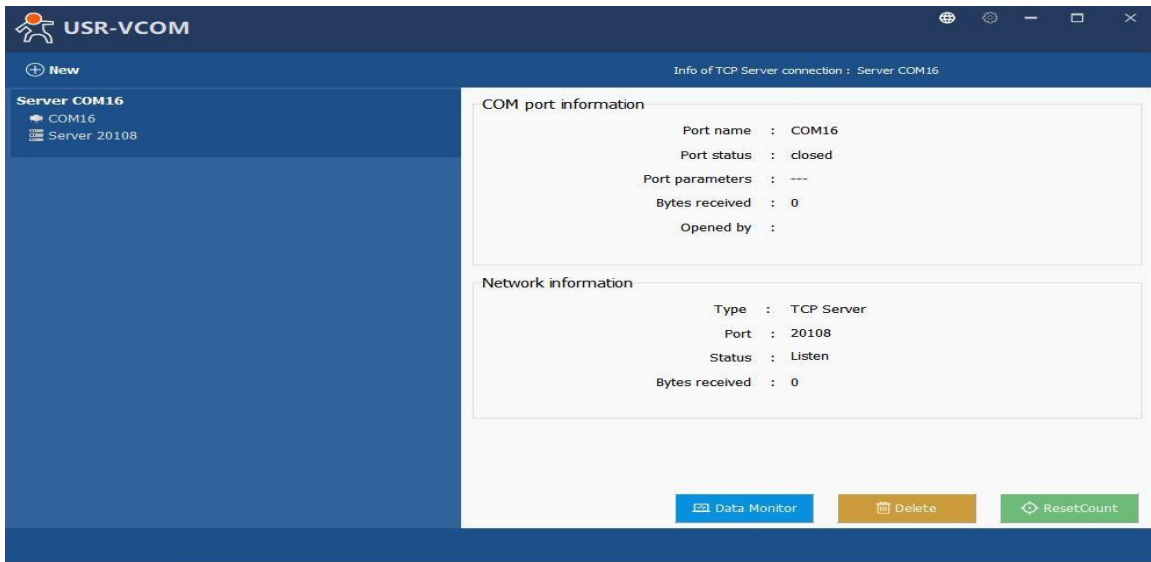 USR-VCOM
New
Info of TCP Server connection : Server COM16
Server COM16
COM16
Server 20108
COM port information
Port name : COM16
Port status : closed
Port parameters : ---
Bytes received : 0
Opened by :
Network information
Type : TCP Server
Port : 20108
Status : Listen
Bytes received : 0
Data Monitor
Delete
ResetCount